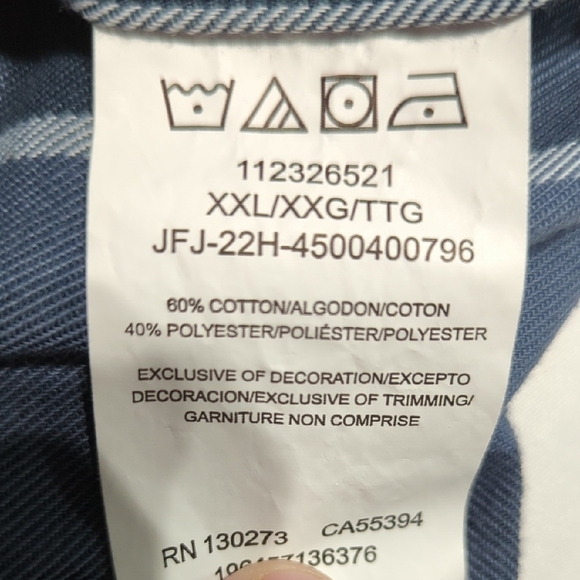 112326521
XXL/XXG/TTG
JFJ-22H-4500400796
60% COTTON/ALGODON/COTON
40% POLYESTER/POLIÉSTER/POLYESTER
EXCLUSIVE OF DECORATION/EXCEPTO
DECORACION/EXCLUSIVE OF TRIMMING/
GARNITURE NON COMPRISE
RN 130273 CA55394